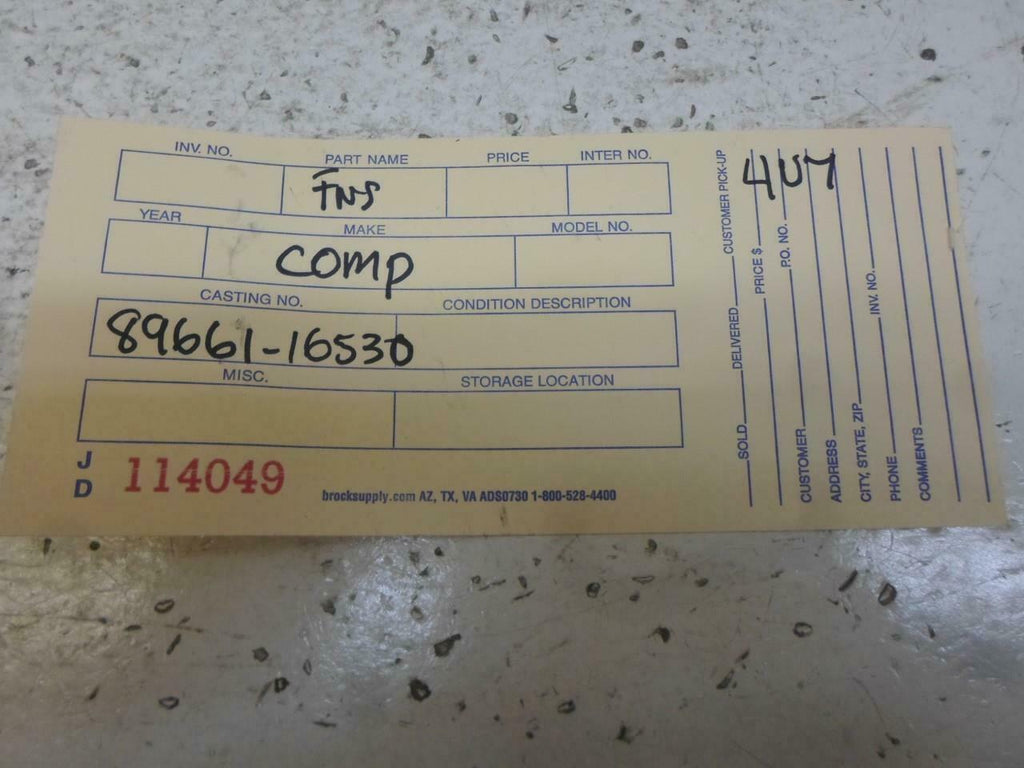 INV. NO. PART NAME PRICE INTER NO.
YEAR MAKE MODEL NO.
COMP
CASTING NO. CONDITION DESCRIPTION
89661-16530
MISC. STORAGE LOCATION
J
D
114049
brocksupply.com AZ, TX, VA ADS0730 1-800-528-4400
SOLD DELIVERED CUSTOMER PICK-UP
PRICE $
CUSTOMER P.O. NO.
ADDRESS
CITY, STATE, ZIP
PHONE INV. NO.
COMMENTS